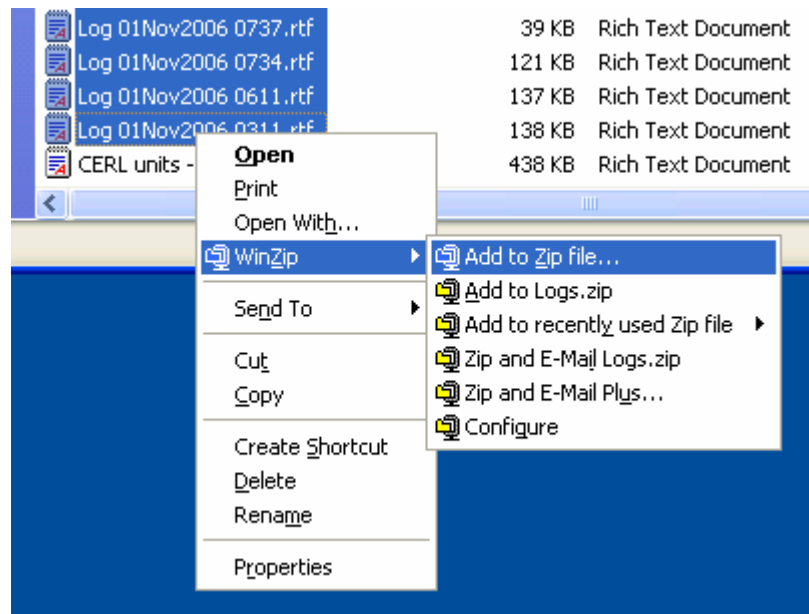 Log 01Nov2006 0737.rtf 39 KB Rich Text Document
Log 01Nov2006 0734.rtf 121 KB Rich Text Document
Log 01Nov2006 0611.rtf 137 KB Rich Text Document
Log 01Nov2006 0311.rtf 138 KB Rich Text Document
CERL units - 438 KB Rich Text Document
Open
Print
Open With...
WinZip
Send To
Cut
Copy
Create Shortcut
Delete
Rename
Properties
Add to Zip file...
Add to Logs.zip
Add to recently used Zip file
Zip and E-Mail Logs.zip
Zip and E-Mail Plus...
Configure